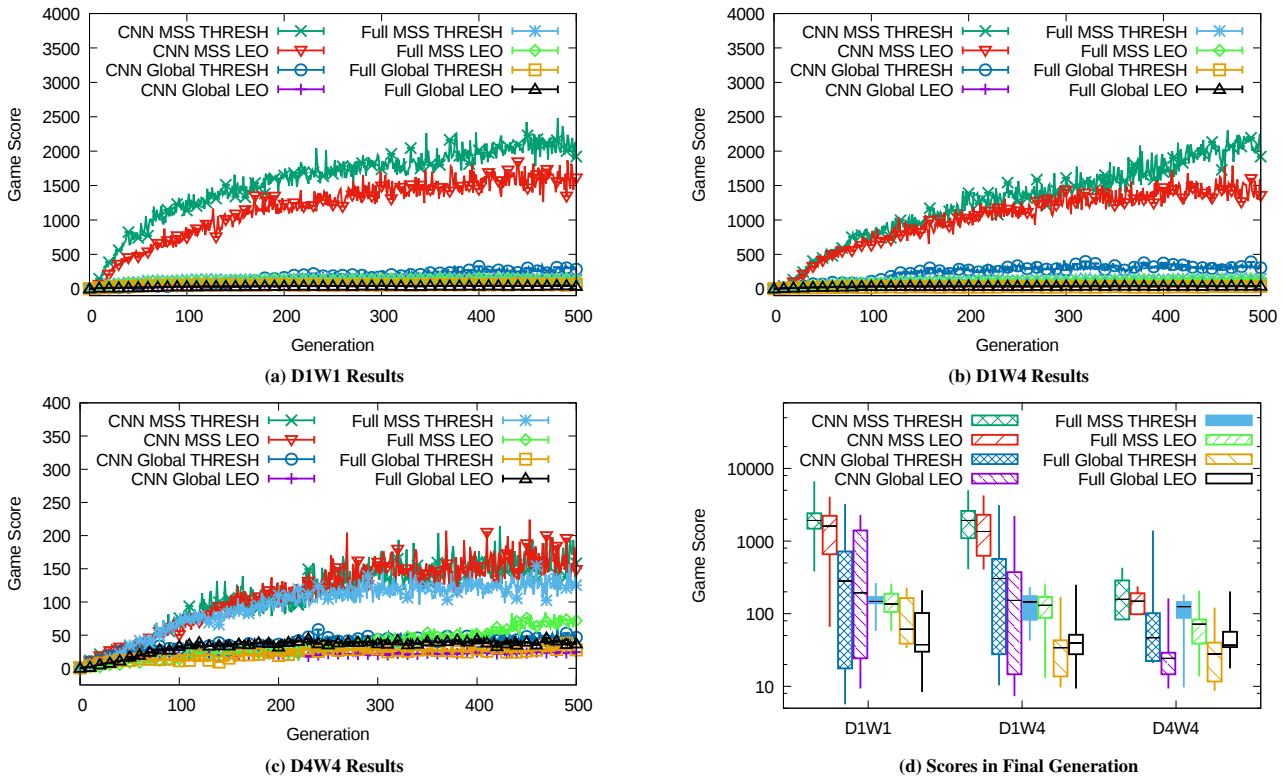 4000
3500
3000
2500
2000
1500
1000
500
0
Game Score
CNN MSS THRESH
CNN MSS LEO
CNN Global THRESH
CNN Global LEO
Full MSS THRESH
Full MSS LEO
Full Global THRESH
Full Global LEO
0 100 200 300 400 500
Generation
(a) D1W1 Results
4000
3500
3000
2500
2000
1500
1000
500
0
Game Score
CNN MSS THRESH
CNN MSS LEO
CNN Global THRESH
CNN Global LEO
Full MSS THRESH
Full MSS LEO
Full Global THRESH
Full Global LEO
0 100 200 300 400 500
Generation
(b) D1W4 Results
400
350
300
250
200
150
100
50
0
Game Score
CNN MSS THRESH
CNN MSS LEO
CNN Global THRESH
CNN Global LEO
Full MSS THRESH
Full MSS LEO
Full Global THRESH
Full Global LEO
0 100 200 300 400 500
Generation
(c) D4W4 Results
10000
1000
100
10
Game Score
CNN MSS THRESH
CNN MSS LEO
CNN Global THRESH
CNN Global LEO
Full MSS THRESH
Full MSS LEO
Full Global THRESH
Full Global LEO
D1W1 D1W4 D4W4
(d) Scores in Final Generation